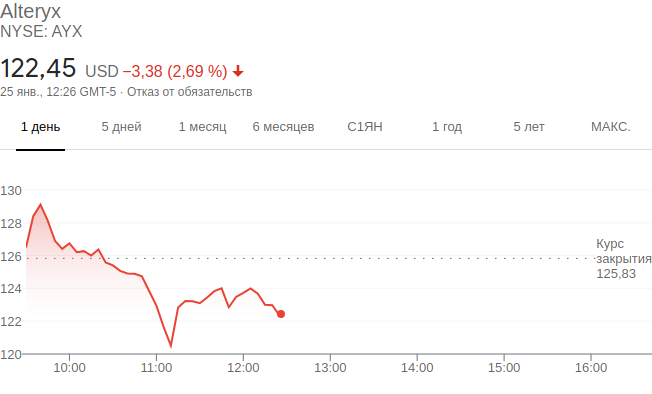 Alteryx
NYSE: AYX
122,45 USD −3,38 (2,69 %)
25 янв., 12:26 GMT-5 · Отказ от обязательств
1 день 5 дней 1 месяц 6 месяцев С1ЯН 1 год 5 лет МАКС.
130
128
126
124
122
120
Курс
закрытия
125,83
10:00 11:00 12:00 13:00 14:00 15:00 16:00